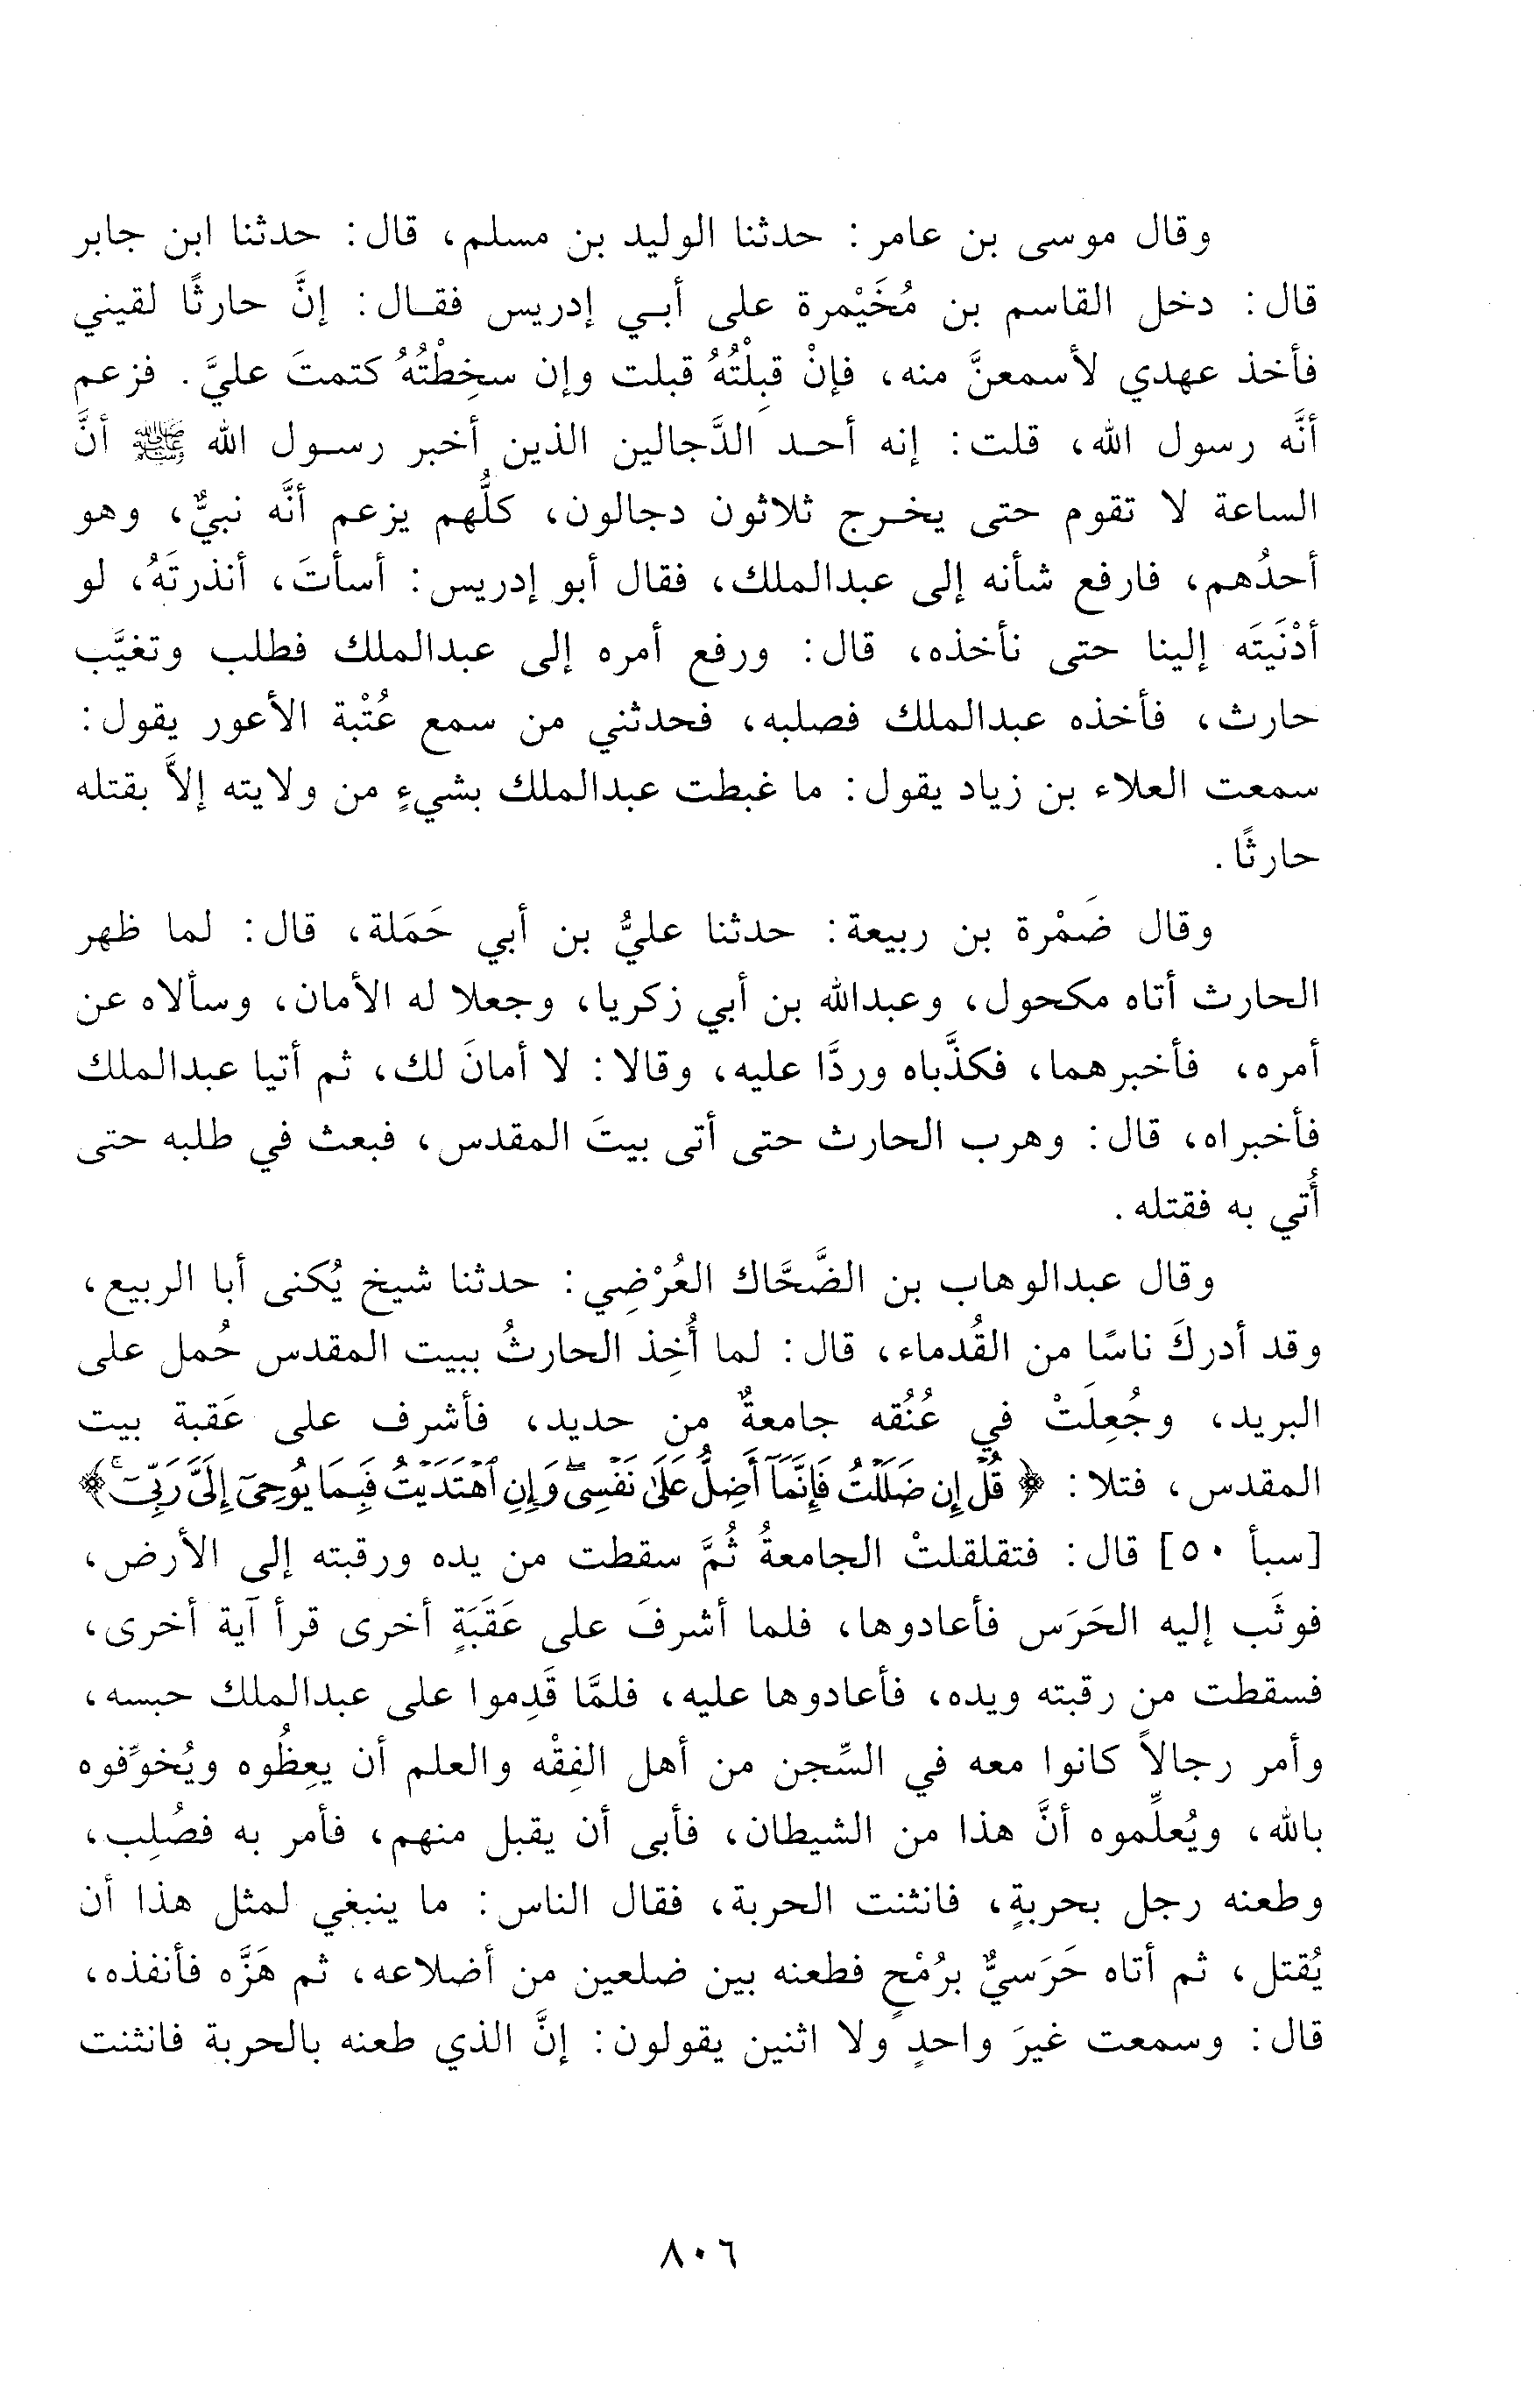 وقال موسى بن عامر: حدثنا الوليد بن مسلم، قال: حدثنا ابن جابر
قال: دخل القاسم بن مُخَيْمرة على أبي إدريس فقال: إنَّ حارثًا لقيني
فأخذ عهدي لأسمعنَّ منه، فإنْ قبِلْتُهُ قبلت وإن سخِطْتُهُ كتمتَ عليَّ. فزعم
أنَّه رسول الله، قلت: إنه أحد الدَّجالين الذين أخبر رسول الله ﷺ أنَّ
الساعة لا تقوم حتى يخرج ثلاثون دجالون، كلُّهم يزعم أنَّه نبيٌّ، وهو
أحدُهم، فارفع شأنه إلى عبدالملك، فقال أبو إدريس: أسأتَ، أنذرتَهُ، لو
أدْنَيتَه إلينا حتى نأخذه، قال: ورفع أمره إلى عبدالملك فطلب وتغيَّب
حارث، فأخذه عبدالملك فصلبه، فحدثني من سمع عُتْبة الأعور يقول:
سمعت العلاء بن زياد يقول: ما غبطت عبدالملك بشيءٍ من ولايته إلاَّ بقتله
حارثًا.
وقال ضَمْرة بن ربيعة: حدثنا عليُّ بن أبي حَمَلة، قال: لما ظهر
الحارث أتاه مكحول، وعبدالله بن أبي زكريا، وجعلا له الأمان، وسألاه عن
أمره، فأخبرهما، فكذَّباه وردَّا عليه، وقالا: لا أمانَ لك، ثم أتيا عبدالملك
فأخبراه، قال: وهرب الحارث حتى أتى بيتَ المقدس، فبعث في طلبه حتى
أُتي به فقتله.
وقال عبدالوهاب بن الضَّحَّاك العُرْضِي: حدثنا شيخ يُكنى أبا الربيع،
وقد أدركَ ناسًا من القُدماء، قال: لما أُخِذ الحارثُ ببيت المقدس حُمل على
البريد، وجُعِلَتْ في عُنُقه جامعةٌ من حديد، فأشرف على عَقبة بيت
المقدس، فتلا: ﴿قُلْ إِن ضَلَلْتُ فَإِنَّمَآ أَضِلُّ عَلَىٰ نَفْسِى ۖ وَإِنِ ٱهْتَدَيْتُ فَبِمَا يُوحِىٓ إِلَىَّ رَبِّىٓ ۚ﴾
[سبأ ٥٠] قال: فتقلقلتْ الجامعةُ ثُمَّ سقطت من يده ورقبته إلى الأرض،
فوثَب إليه الحَرَس فأعادوها، فلما أشرفَ على عَقَبَةٍ أخرى قرأ آية أخرى،
فسقطت من رقبته ويده، فأعادوها عليه، فلمَّا قَدِموا على عبدالملك حبسه،
وأمر رجالاً كانوا معه في السِّجن من أهل الفِقْه والعلم أن يعِظُوه ويُخوِّفوه
بالله، ويُعلِّموه أنَّ هذا من الشيطان، فأبى أن يقبل منهم، فأمر به فصُلِب،
وطعنه رجل بحربةٍ، فانثنت الحربة، فقال الناس: ما ينبغي لمثل هذا أن
يُقتل، ثم أتاه حَرَسيٌّ برُمْحٍ فطعنه بين ضلعين من أضلاعه، ثم هَزَّه فأنفذه،
قال: وسمعت غيرَ واحدٍ ولا اثنين يقولون: إنَّ الذي طعنه بالحربة فانثنت
٨٠٦